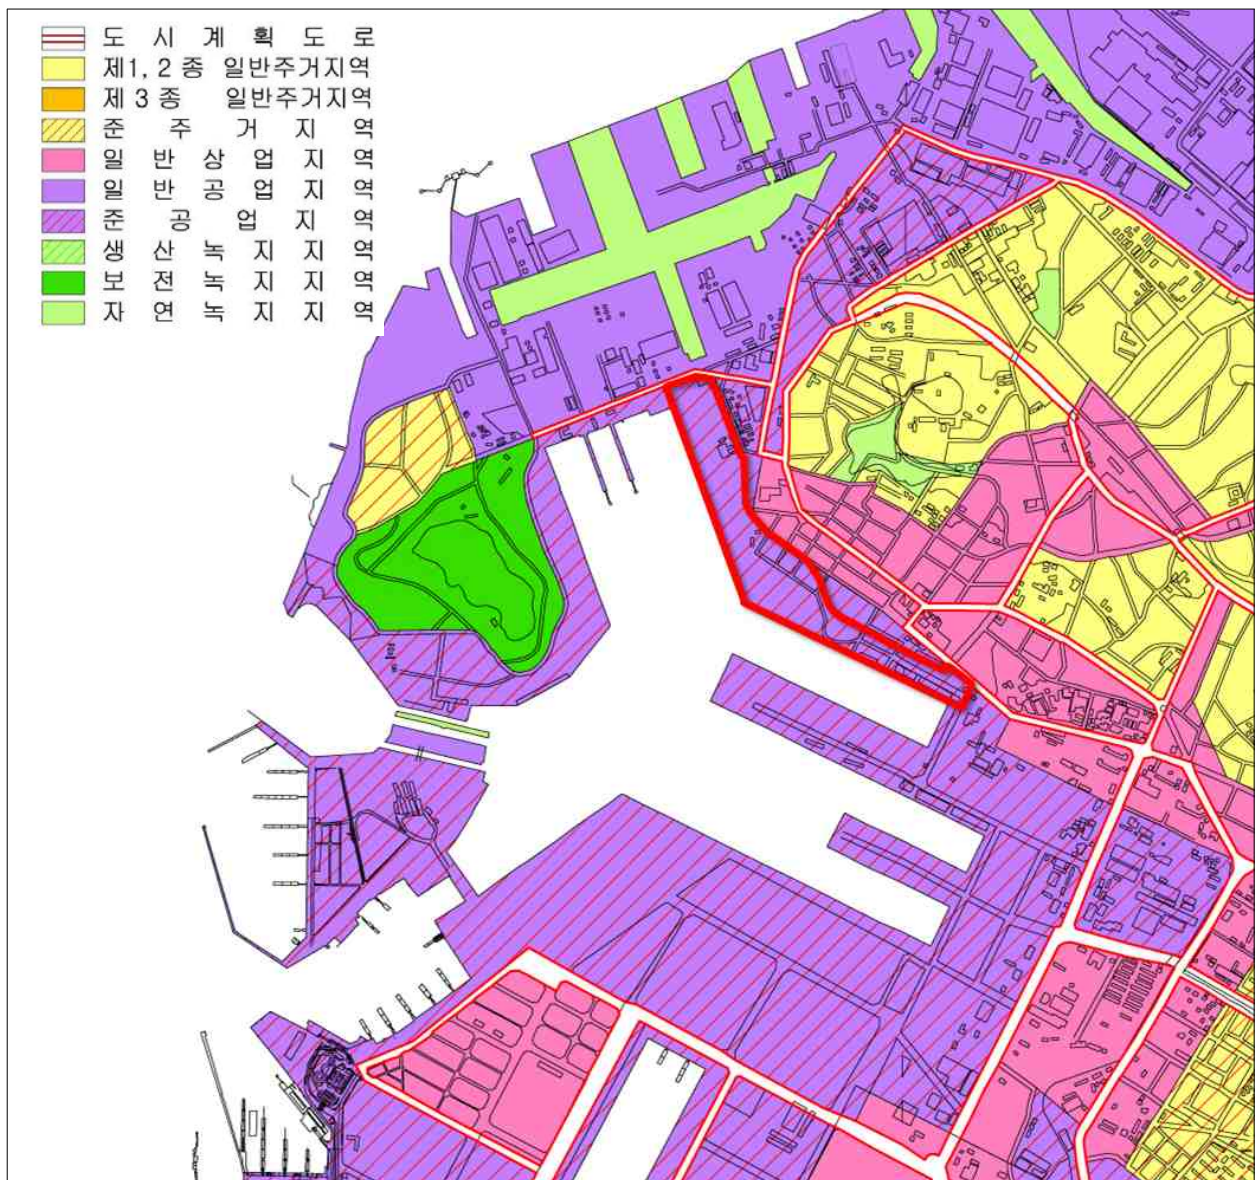 도 시 계 획 도 로
제1, 2 종 일반주거지역
제 3 종 일반주거지역
준 주 거 지 역
일 반 상 업 지 역
일 반 공 업 지 역
준 공 업 지 역
생 산 녹 지 지 역
보 전 녹 지 지 역
자 연 녹 지 지 역